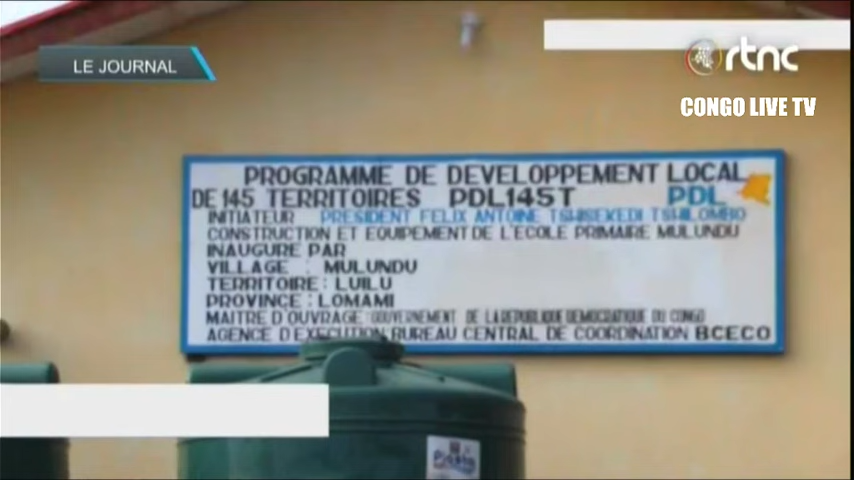 LE JOURNAL
rtnc
CONGO LIVE TV
PROGRAMME DE DEVELOPPEMENT LOCAL
DE 145 TERRITOIRES PDL145T PDL
INITIATEUR PRESIDENT FELIX ANTOINE TSHISEKEDI TSHILOMBO
CONSTRUCTION ET EQUIPEMENT DE L'ECOLE PRIMAIRE MULUNDU
INAUGURE PAR
VILLAGE : MULUNDU
TERRITOIRE : LUILU
PROVINCE : LOMAMI
MAITRE D'OUVRAGE : GOUVERNEMENT DE LA REPUBLIQUE DEMOCRATIQUE DU CONGO
AGENCE D'EXECUTION BUREAU CENTRAL DE COORDINATION BCECO